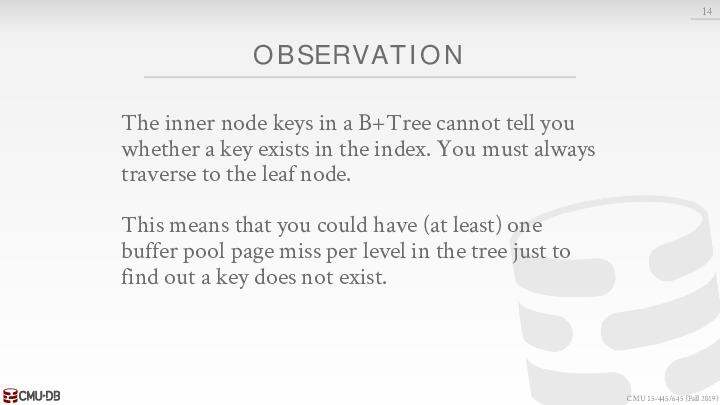 14
OBSERVATION
The inner node keys in a B+Tree cannot tell you
whether a key exists in the index. You must always
traverse to the leaf node.
This means that you could have (at least) one
buffer pool page miss per level in the tree just to
find out a key does not exist.
CMU·DB
CMU 15-445/645 (Fall 2019)